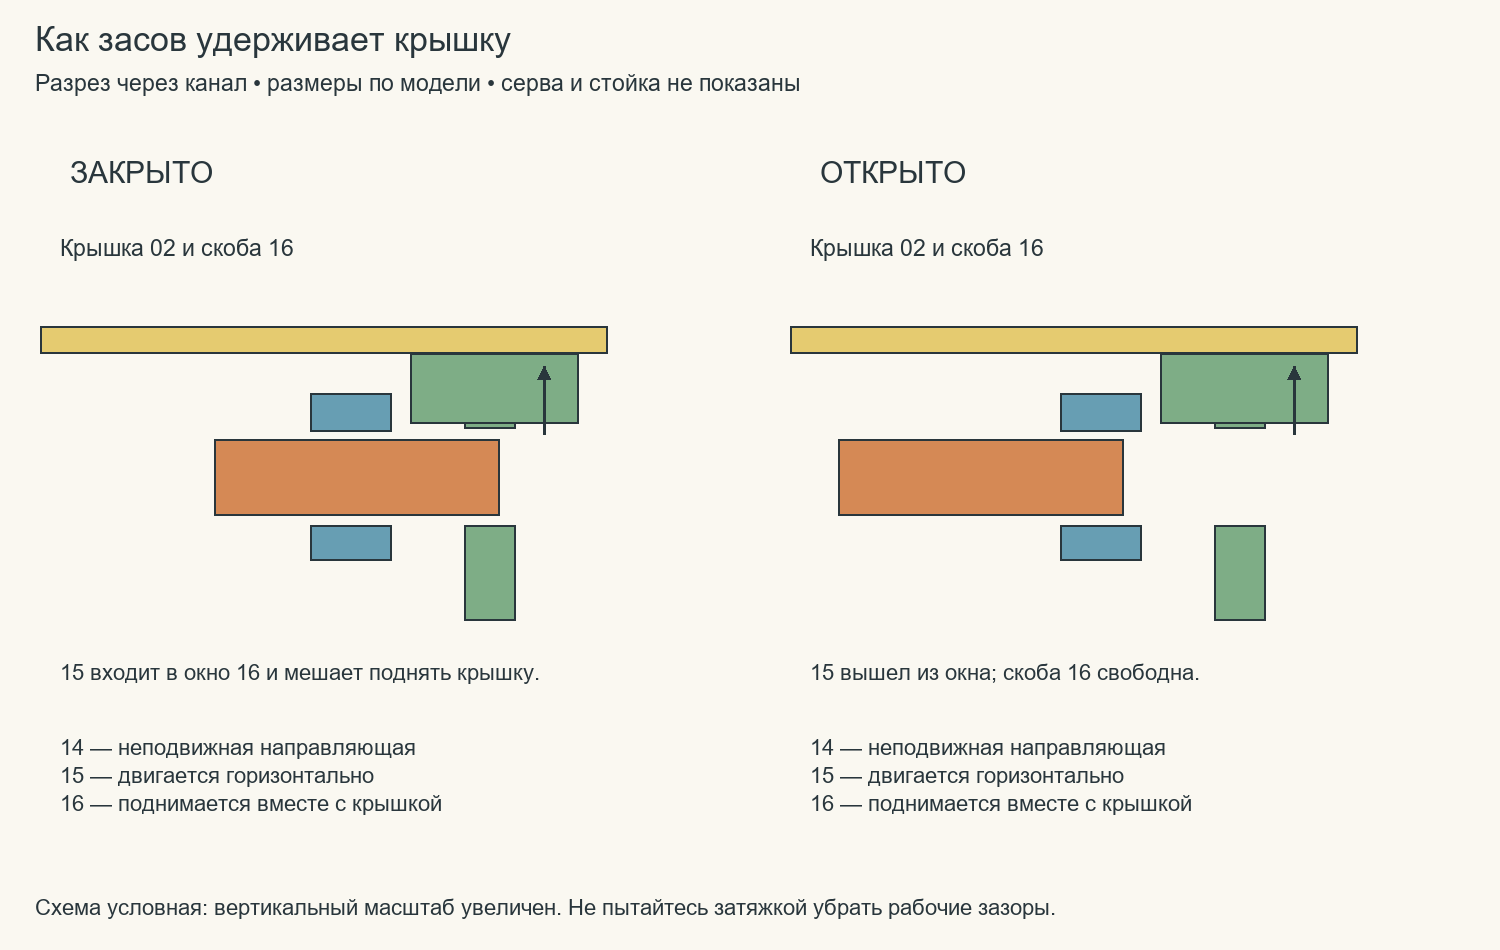 Как засов удерживает крышку
Разрез через канал • размеры по модели • серва и стойка не показаны
ЗАКРЫТО
Крышка 02 и скоба 16
15 входит в окно 16 и мешает поднять крышку.
14 — неподвижная направляющая
15 — двигается горизонтально
16 — поднимается вместе с крышкой
ОТКРЫТО
Крышка 02 и скоба 16
15 вышел из окна; скоба 16 свободна.
14 — неподвижная направляющая
15 — двигается горизонтально
16 — поднимается вместе с крышкой
Схема условная: вертикальный масштаб увеличен. Не пытайтесь затяжкой убрать рабочие зазоры.